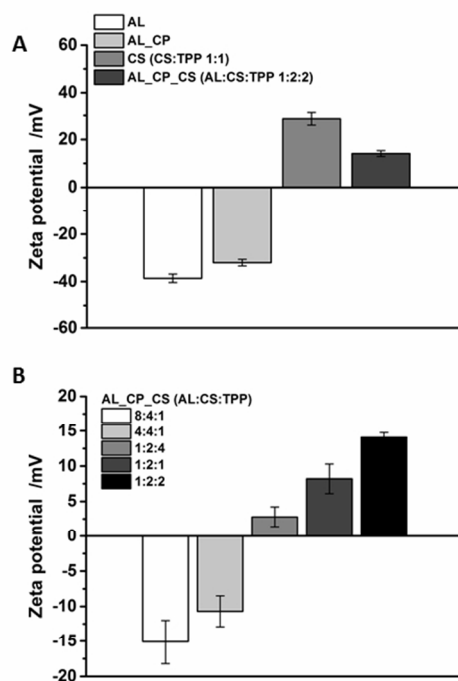 A
AL
AL_CP
CS (CS:TPP 1:1)
AL_CP_CS (AL:CS:TPP 1:2:2)
Zeta potential /mV
60
40
20
0
-20
-40
-60
B
AL_CP_CS (AL:CS:TPP)
8:4:1
4:4:1
1:2:4
1:2:1
1:2:2
Zeta potential /mV
20
15
10
5
0
-5
-10
-15
-20